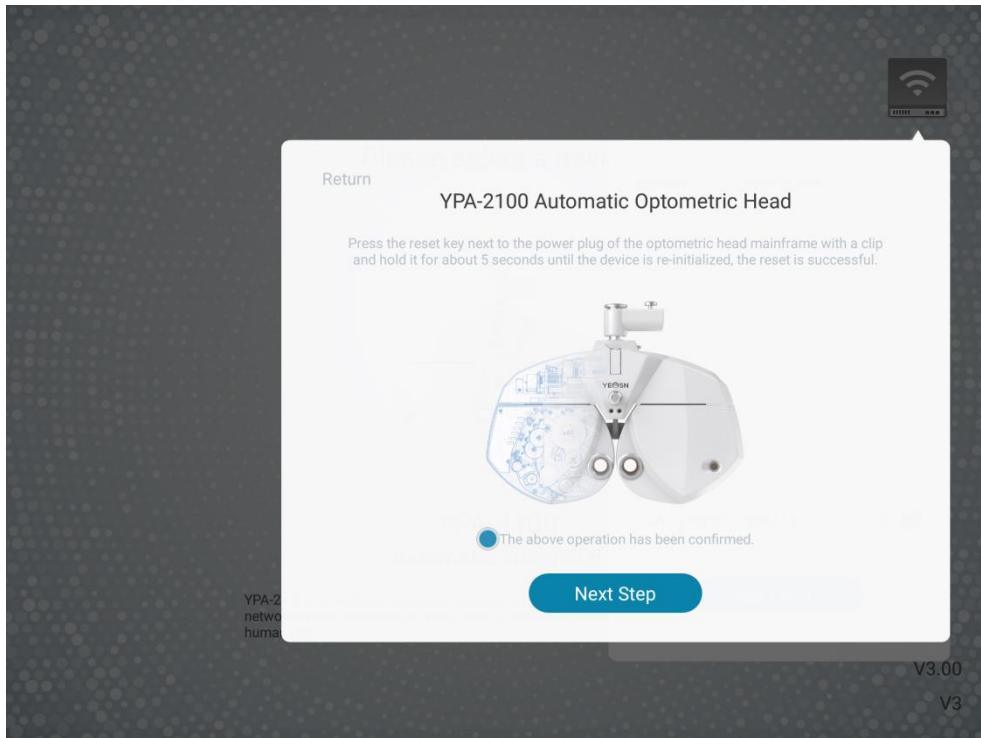 Return
YPA-2100 Automatic Optometric Head
Press the reset key next to the power plug of the optometric head mainframe with a clip
and hold it for about 5 seconds until the device is re-initialized, the reset is successful.
YEASN
The above operation has been confirmed.
Next Step
YPA-2
netwo
huma
V3.00
V3